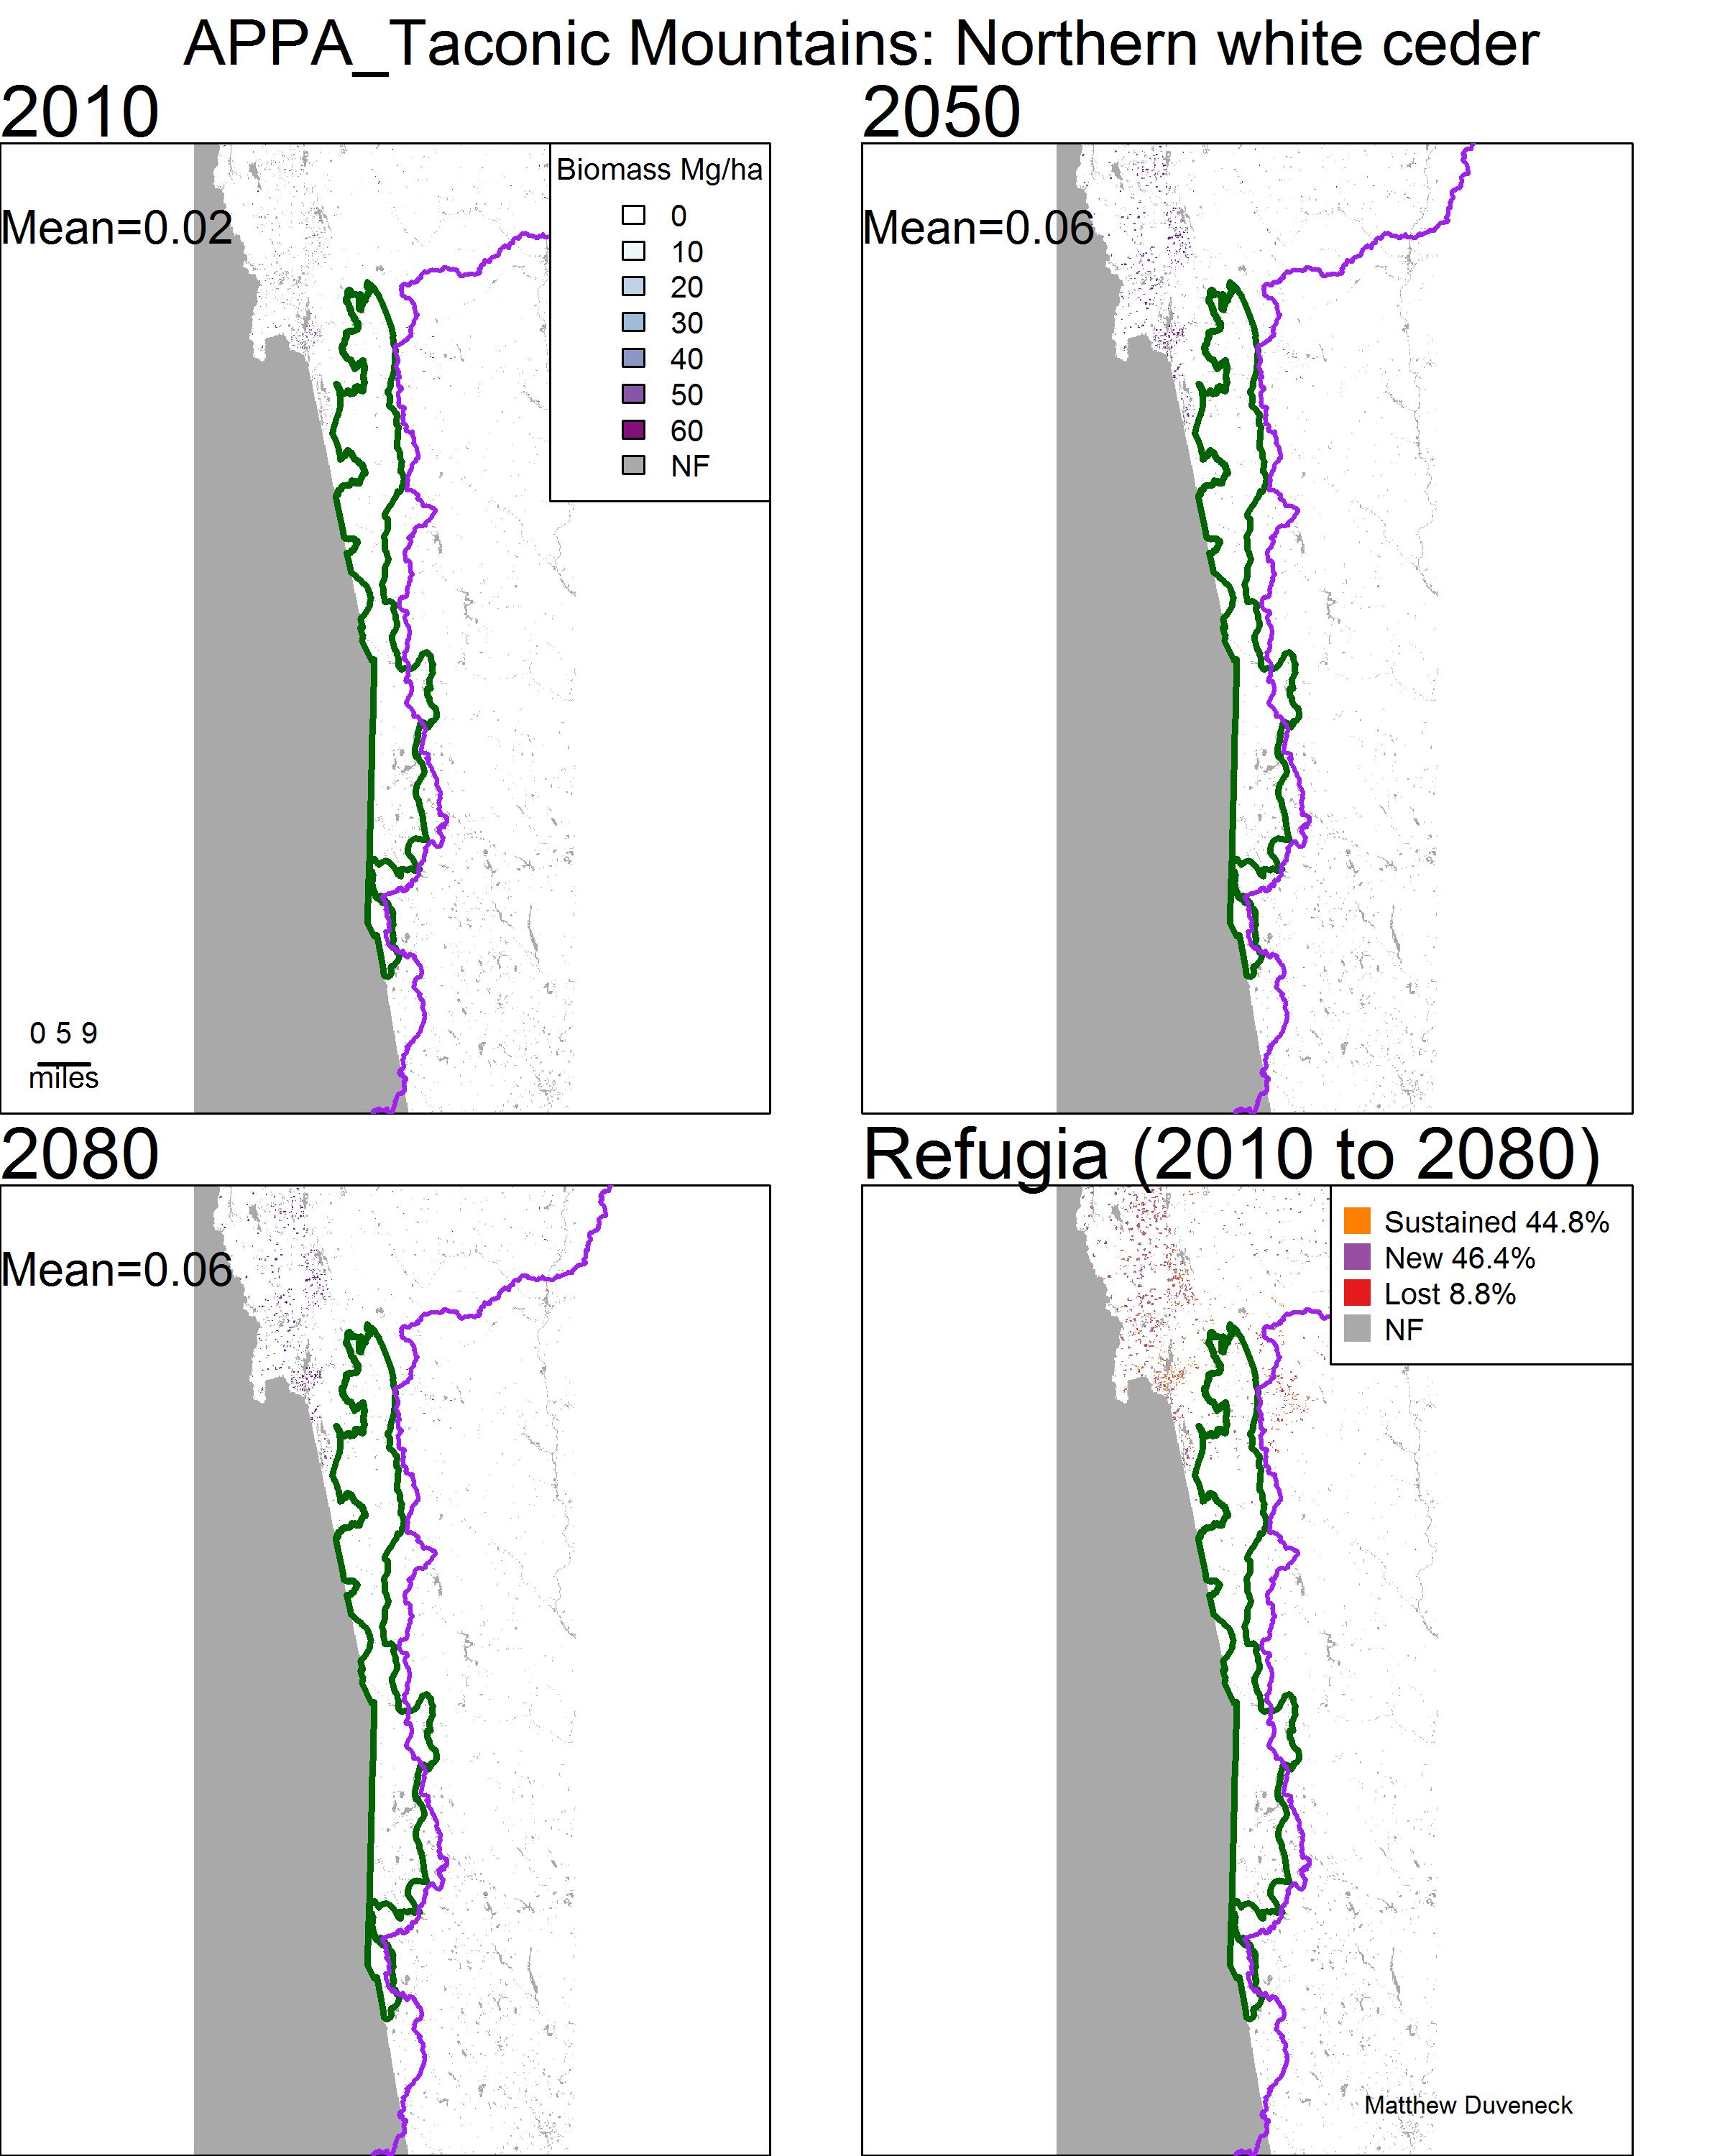 APPA_Taconic Mountains: Northern white ceder
2010
2050
Mean=0.02
Biomass Mg/ha
0
10
20
30
40
50
60
NF
Mean=0.06
0 5 9
miles
2080
Refugia (2010 to 2080)
Mean=0.06
Sustained 44.8%
New 46.4%
Lost 8.8%
NF
Matthew Duveneck